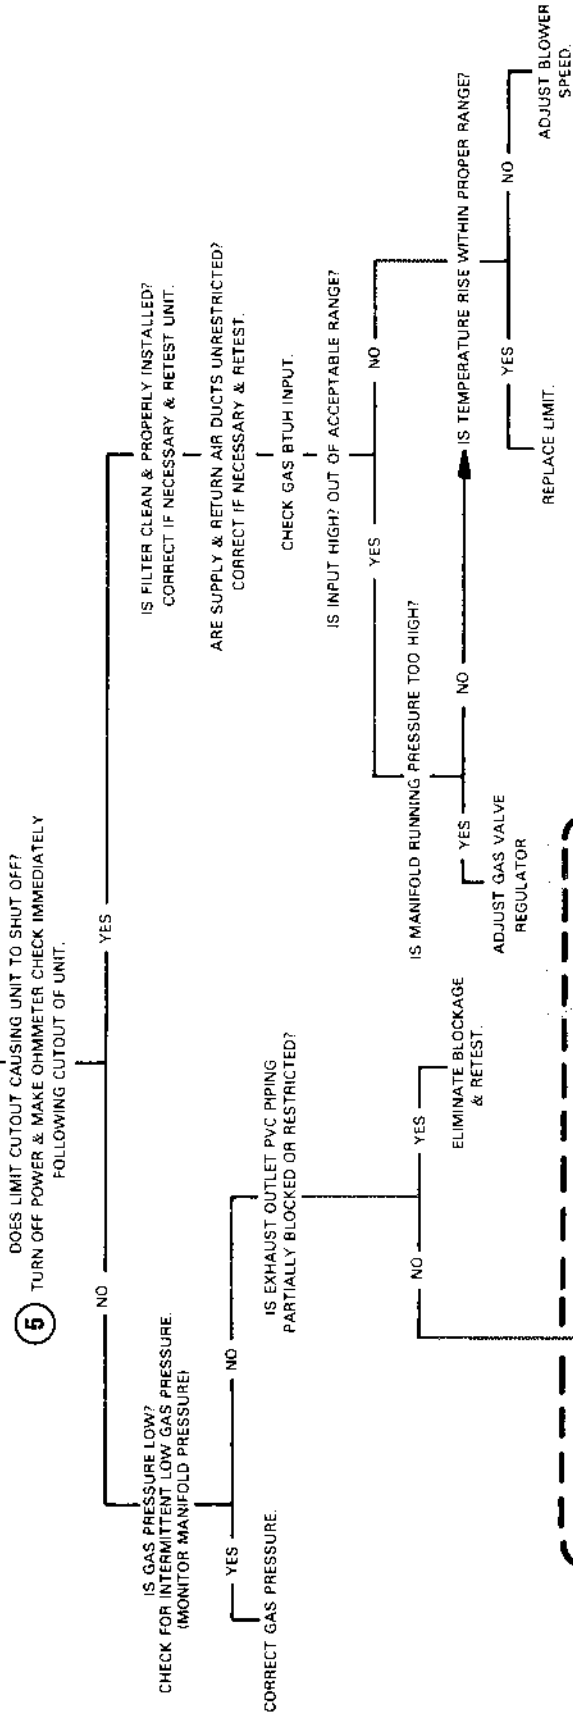 DOES LIMIT CUTOUT CAUSING UNIT TO SHUT OFF?
5 TURN OFF POWER & MAKE OHMMETER CHECK IMMEDIATELY
FOLLOWING CUTOUT OF UNIT.
NO
YES
IS GAS PRESSURE LOW?
CHECK FOR INTERMITTENT LOW GAS PRESSURE.
(MONITOR MANIFOLD PRESSURE)
YES
NO
CORRECT GAS PRESSURE.
IS EXHAUST OUTLET PVC PIPING
PARTIALLY BLOCKED OR RESTRICTED?
NO
YES
ELIMINATE BLOCKAGE
& RETEST.
IS FILTER CLEAN & PROPERLY INSTALLED?
CORRECT IF NECESSARY & RETEST UNIT.
ARE SUPPLY & RETURN AIR DUCTS UNRESTRICTED?
CORRECT IF NECESSARY & RETEST.
CHECK GAS BTUH INPUT.
IS INPUT HIGH? OUT OF ACCEPTABLE RANGE?
YES
NO
IS MANIFOLD RUNNING PRESSURE TOO HIGH?
YES
NO
ADJUST GAS VALVE
REGULATOR
IS TEMPERATURE RISE WITHIN PROPER RANGE?
YES
NO
REPLACE LIMIT.
ADJUST BLOWER
SPEED.